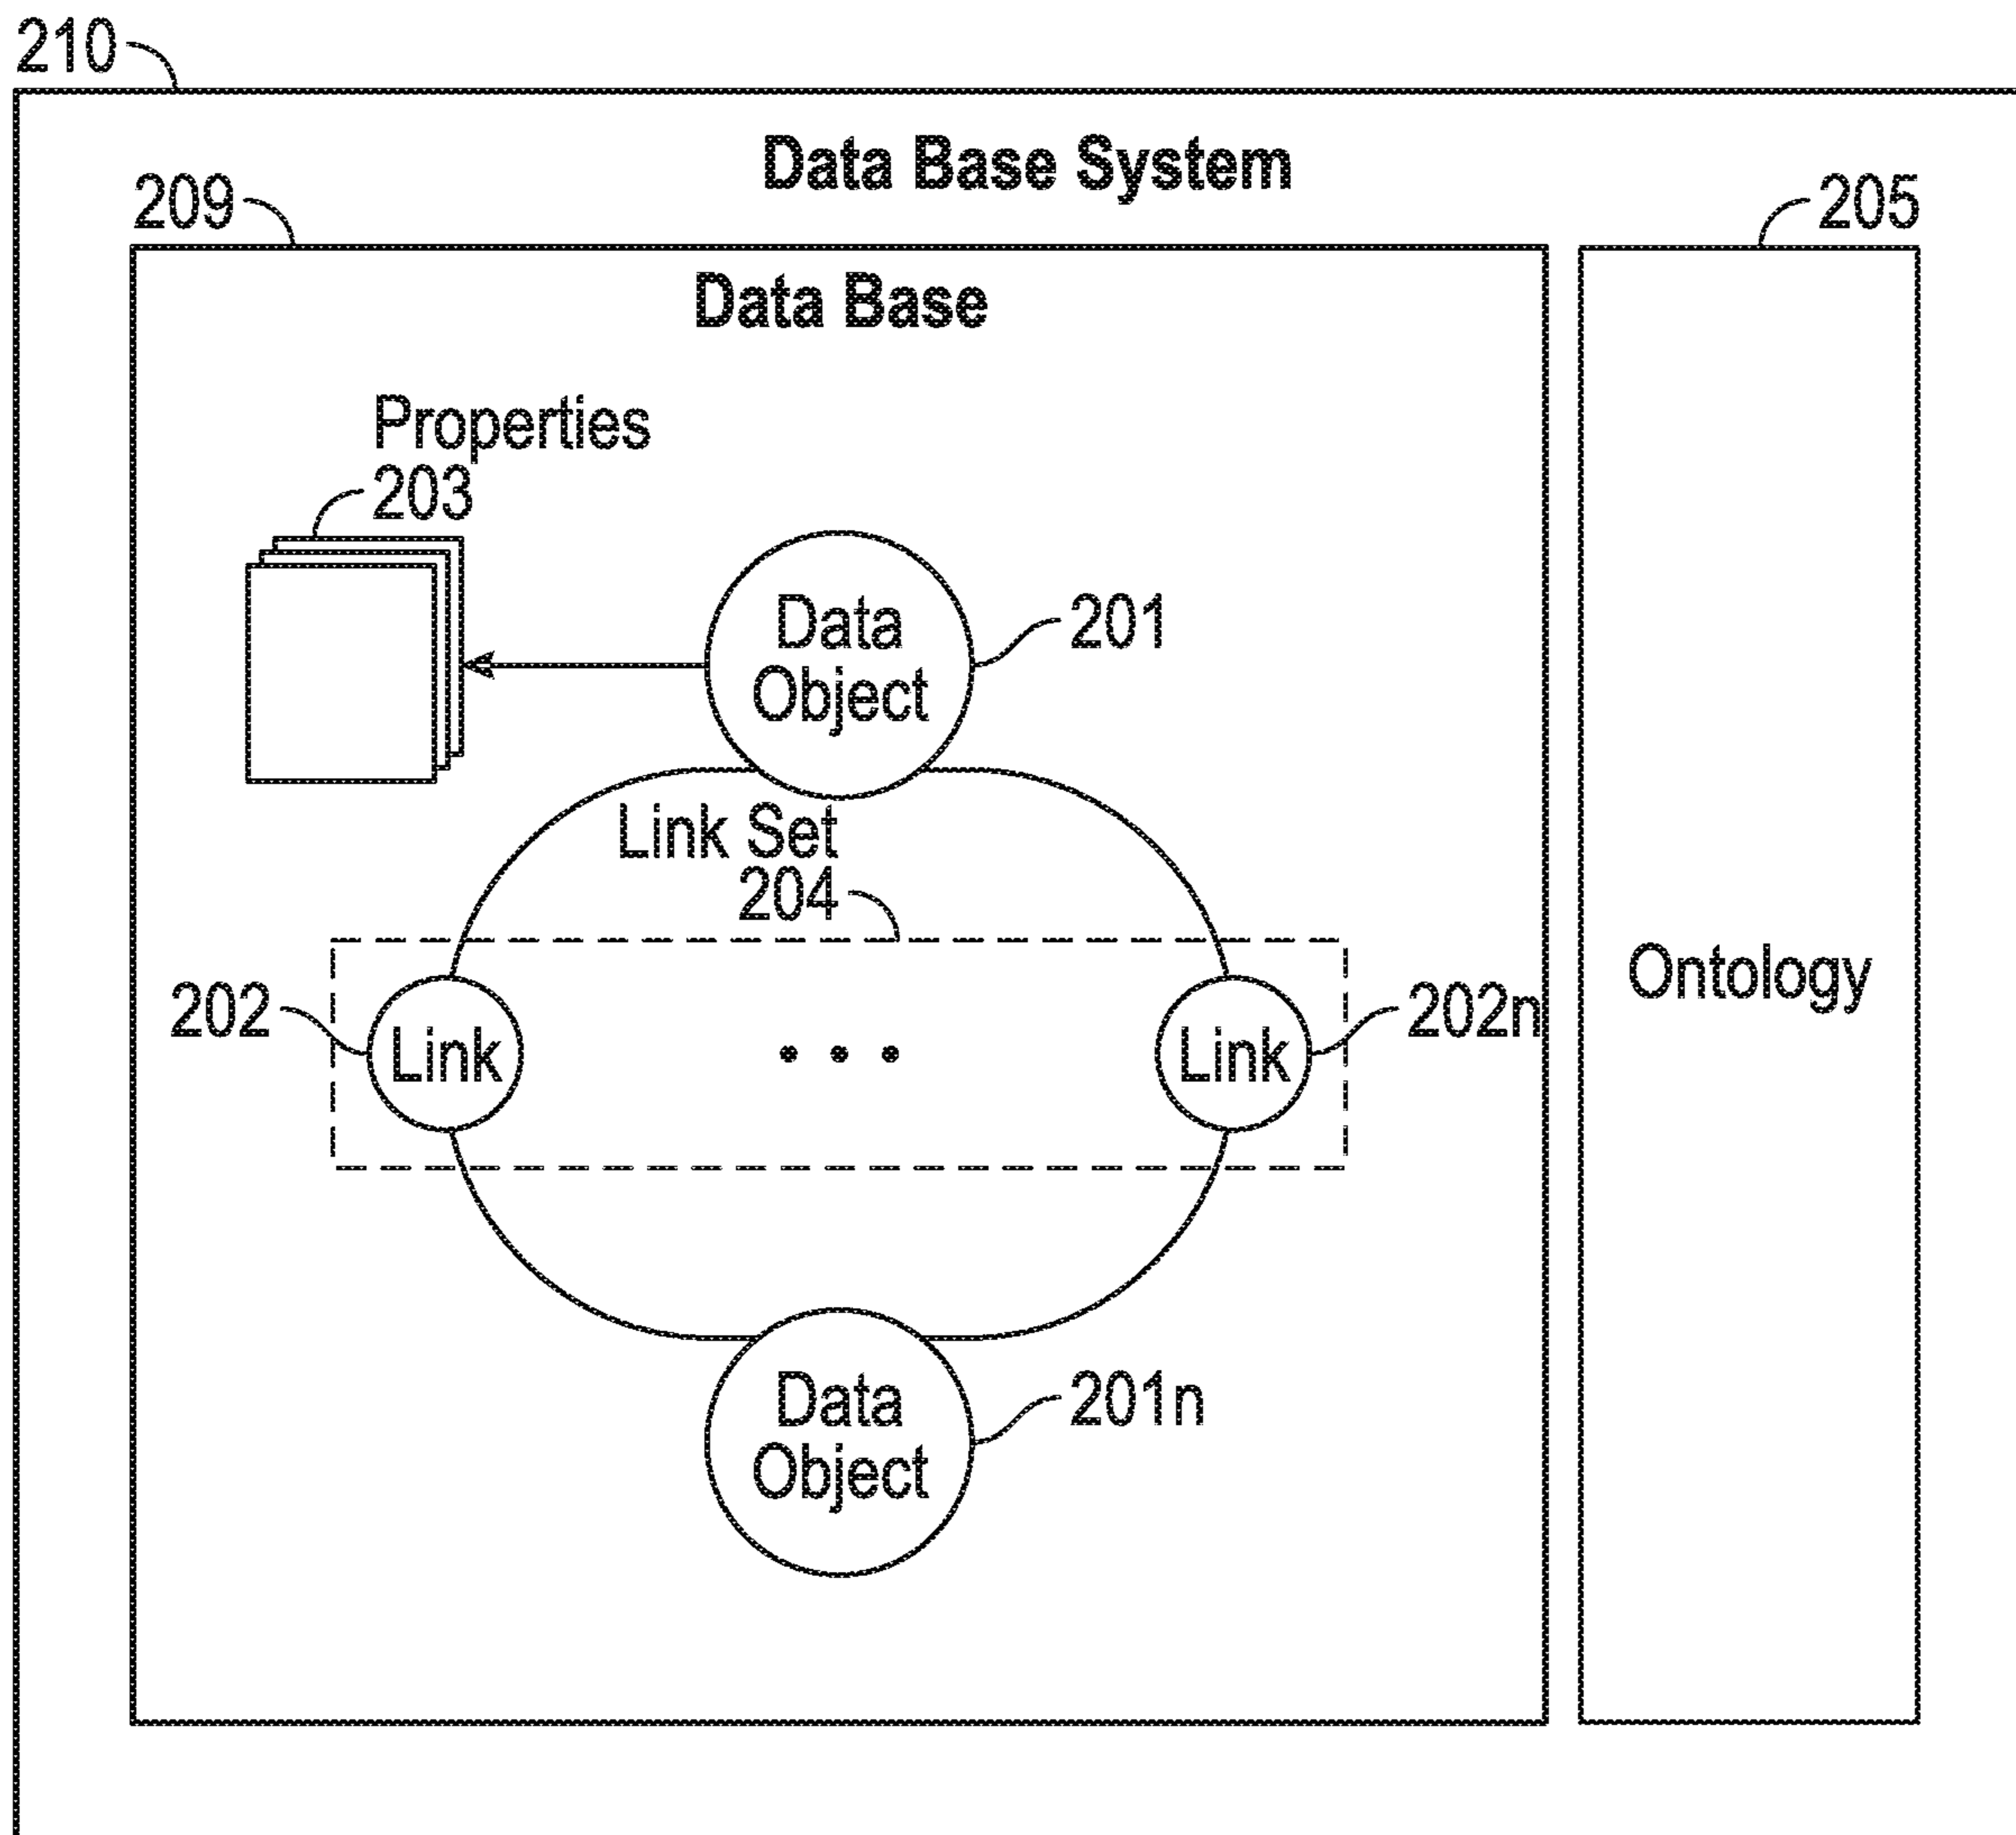 210
Data Base System
209
205
Data Base
Properties
203
Data
Object
201
Link Set
204
202
Link
Link
202n
Ontology
Data
Object
201n